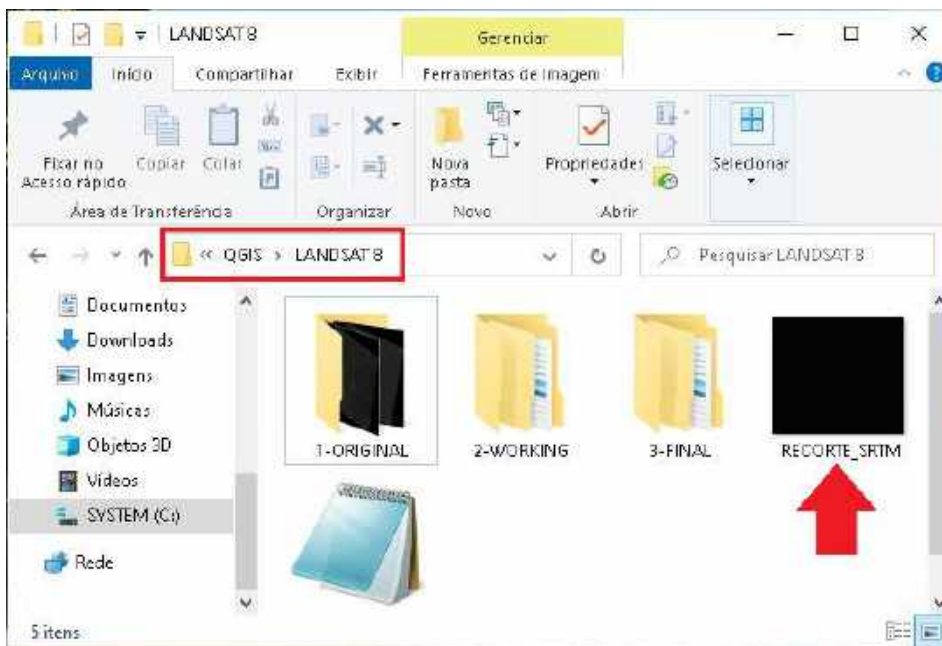 LANDSAT 8
Gerenciar
Arquivo Início Compartilhar Exibir Ferramentas de Imagem
Fixar no
Acesso rápido
Copiar
Colar
Nova
pasta
Propriedades
Selecionar
Área de Transferência
Organizar
Novo
Abrir
« QGIS > LANDSAT 8
Pesquisar LANDSAT 8
Documentos
Downloads
Imagens
Músicas
Objetos 3D
Vídeos
SYSTEM (C:)
Rede
1-ORIGINAL
2-WORKING
3-FINAL
RECORTE_SRTM
5 itens